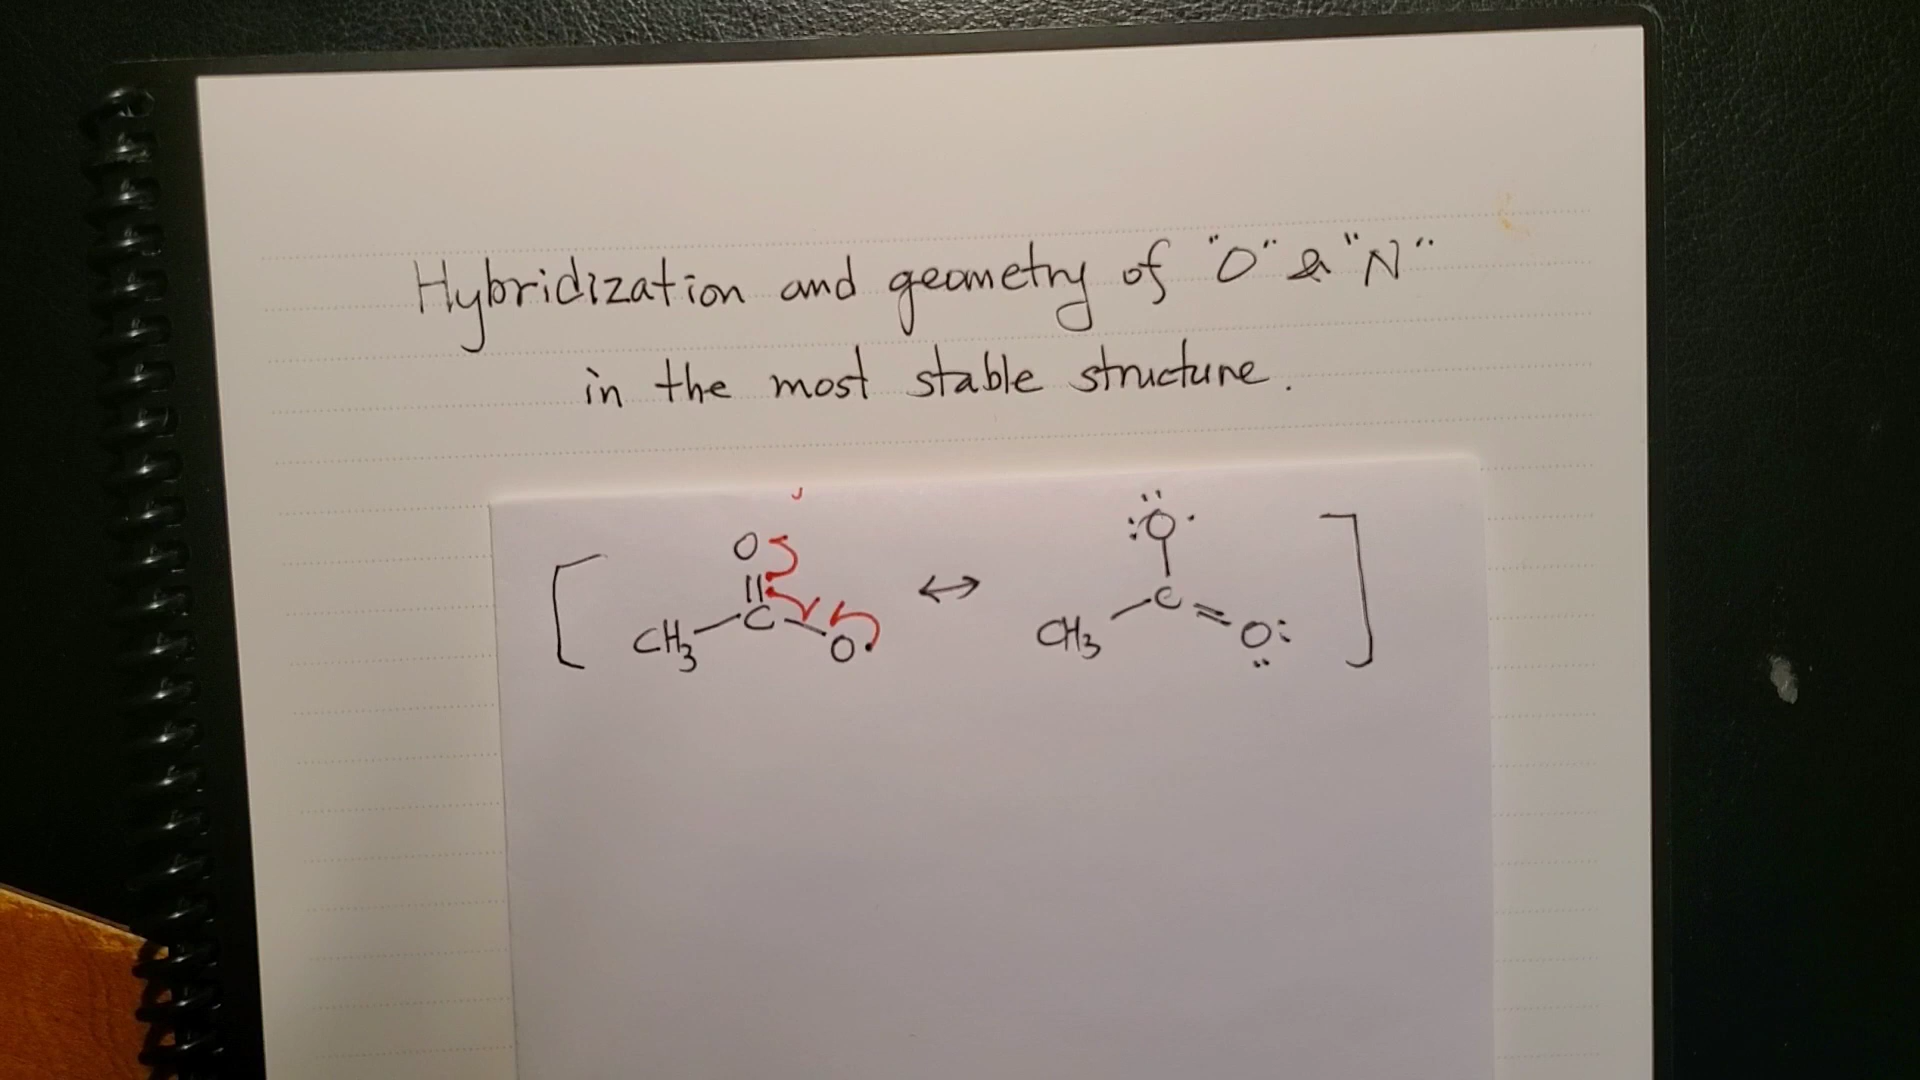 Hybridization and geometry of "O" & "N"
in the most stable structure.
[ CH3 – C (=O) – O· ↔ CH3 – C (–Ö:·) = Ö: ]